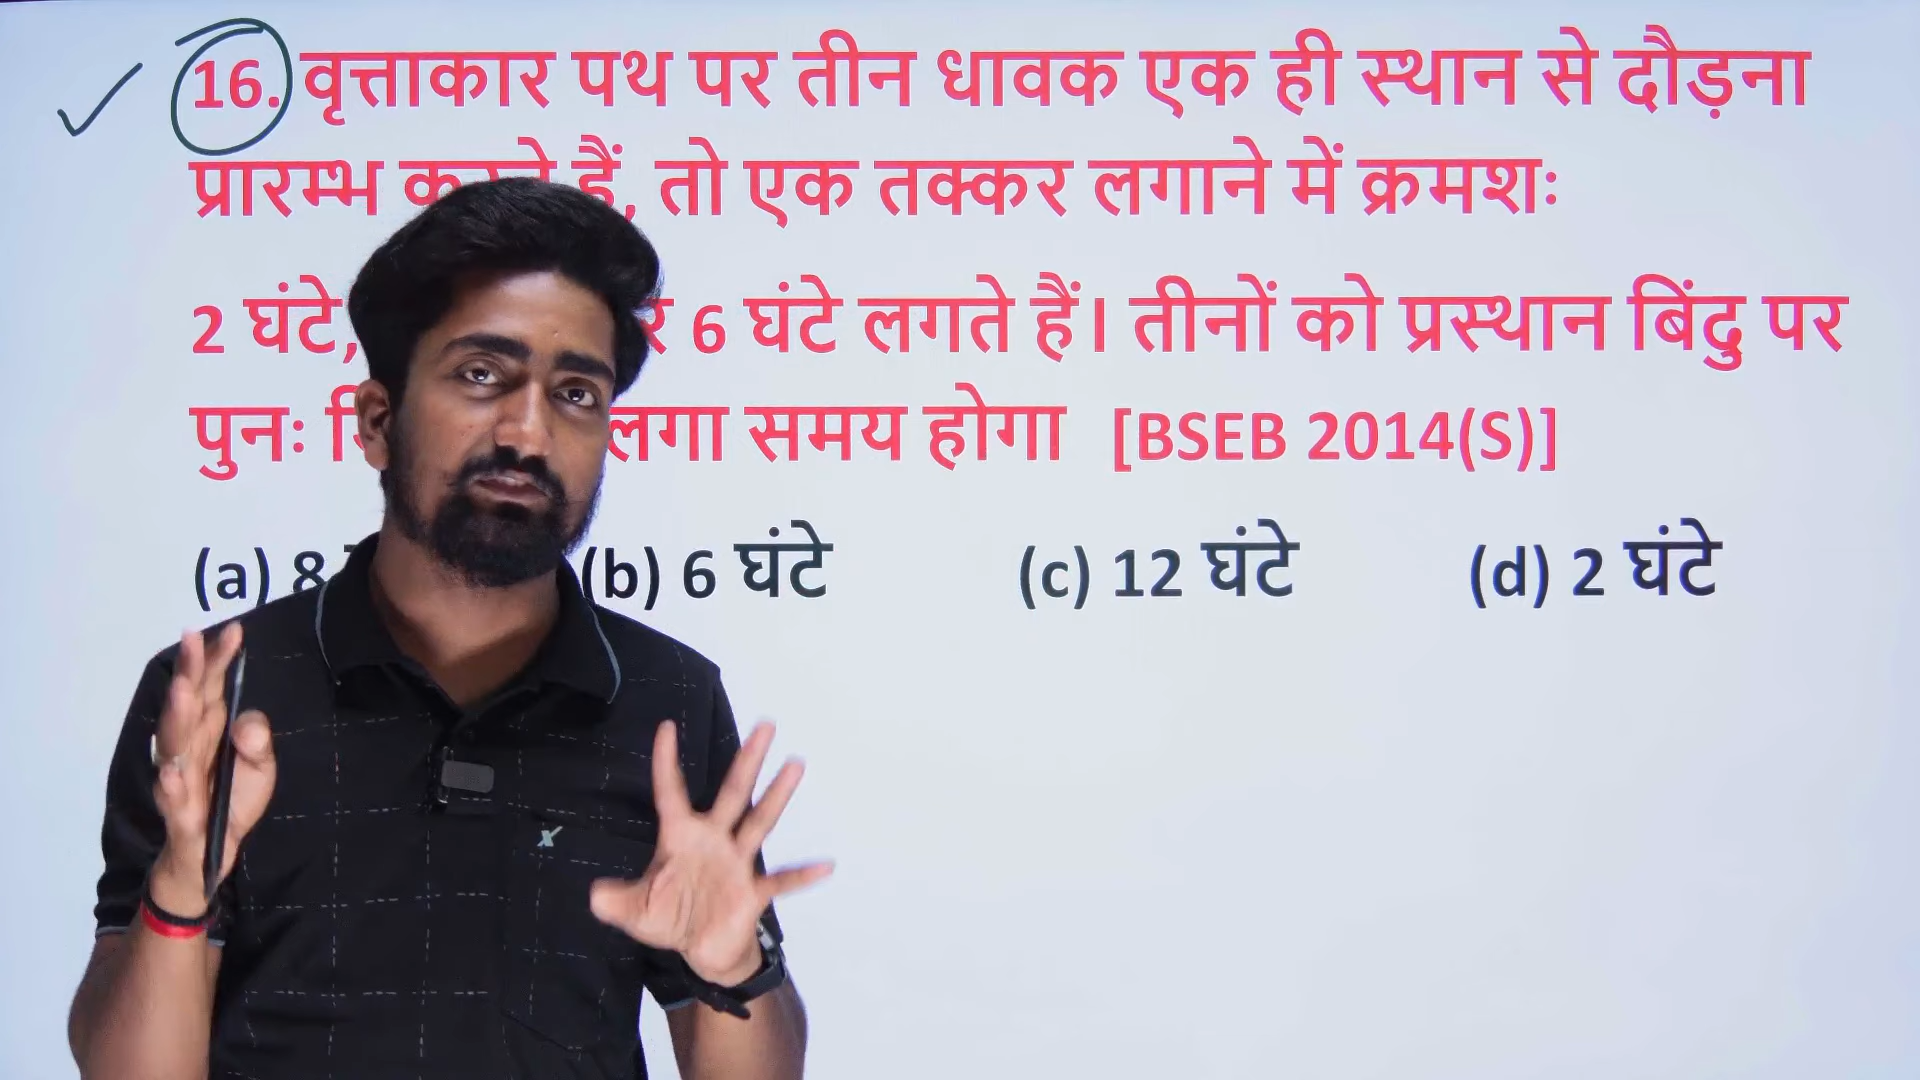 16. वृत्ताकार पथ पर तीन धावक एक ही स्थान से दौड़ना
प्रारम्भ करते हैं, तो एक तक्कर लगाने में क्रमशः
2 घंटे, 6 घंटे लगते हैं। तीनों को प्रस्थान बिंदु पर
पुनः लगा समय होगा [BSEB 2014(S)]
(a) 8 (b) 6 घंटे (c) 12 घंटे (d) 2 घंटे